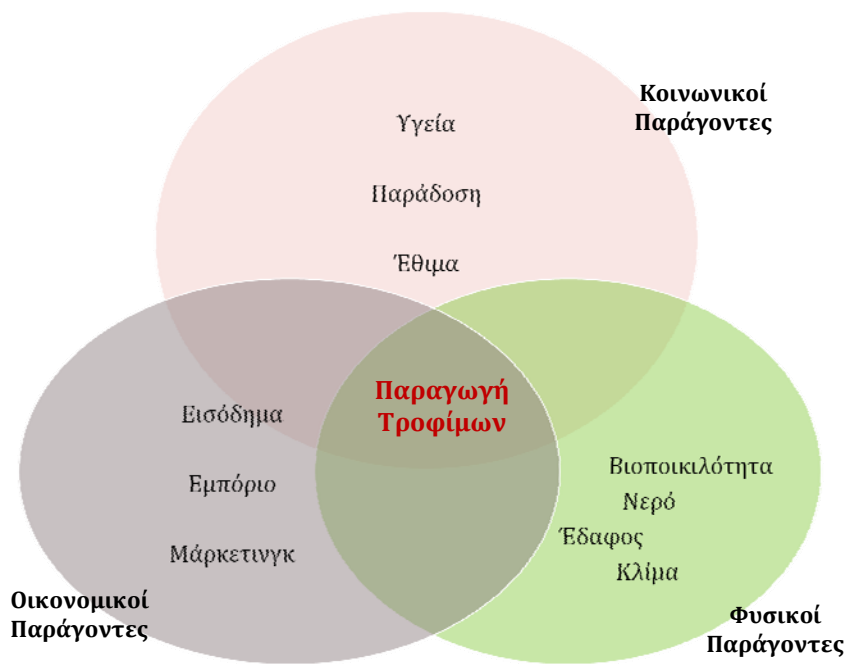 Κοινωνικοί
Παράγοντες
Υγεία
Παράδοση
Έθιμα
Παραγωγή
Τροφίμων
Εισόδημα
Εμπόριο
Μάρκετινγκ
Βιοποικιλότητα
Νερό
Έδαφος
Κλίμα
Οικονομικοί
Παράγοντες
Φυσικοί
Παράγοντες